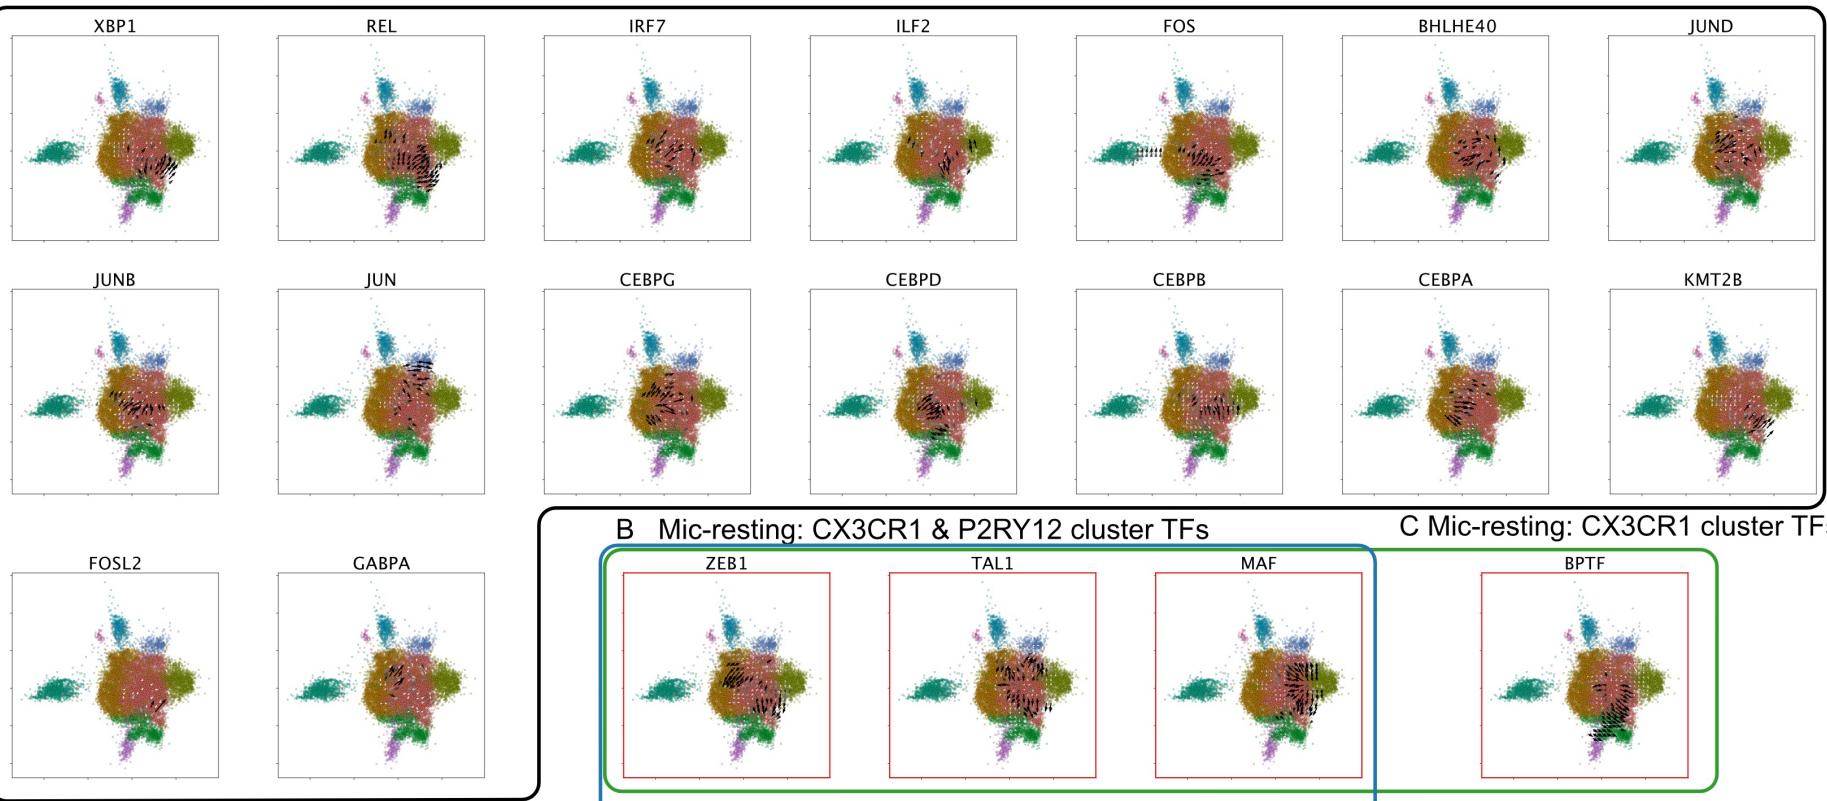 XBP1 REL IRF7 ILF2 FOS BHLHE40 JUND
JUNB JUN CEBPG CEBPD CEBPB CEBPA KMT2B
B Mic-resting: CX3CR1 & P2RY12 cluster TFs
C Mic-resting: CX3CR1 cluster TFs
FOSL2 GABPA ZEB1 TAL1 MAF BPTF